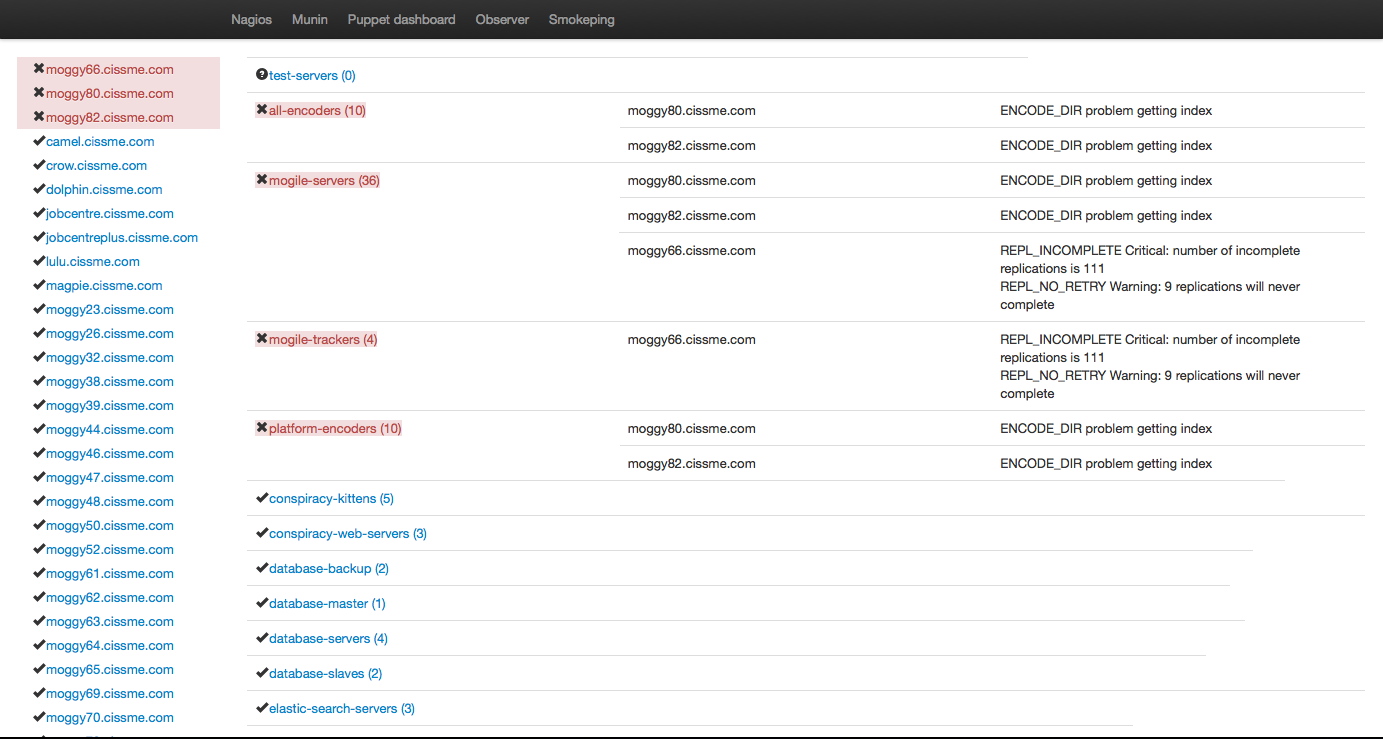 Nagios Munin Puppet dashboard Observer Smokeping
moggy66.cissme.com
moggy80.cissme.com
moggy82.cissme.com
camel.cissme.com
crow.cissme.com
dolphin.cissme.com
jobcentre.cissme.com
jobcentreplus.cissme.com
lulu.cissme.com
magpie.cissme.com
moggy23.cissme.com
moggy26.cissme.com
moggy32.cissme.com
moggy38.cissme.com
moggy39.cissme.com
moggy44.cissme.com
moggy46.cissme.com
moggy47.cissme.com
moggy48.cissme.com
moggy50.cissme.com
moggy52.cissme.com
moggy61.cissme.com
moggy62.cissme.com
moggy63.cissme.com
moggy64.cissme.com
moggy65.cissme.com
moggy69.cissme.com
moggy70.cissme.com
test-servers (0)
all-encoders (10) moggy80.cissme.com ENCODE_DIR problem getting index
moggy82.cissme.com ENCODE_DIR problem getting index
mogile-servers (36) moggy80.cissme.com ENCODE_DIR problem getting index
moggy82.cissme.com ENCODE_DIR problem getting index
moggy66.cissme.com REPL_INCOMPLETE Critical: number of incomplete
replications is 111
REPL_NO_RETRY Warning: 9 replications will never
complete
mogile-trackers (4) moggy66.cissme.com REPL_INCOMPLETE Critical: number of incomplete
replications is 111
REPL_NO_RETRY Warning: 9 replications will never
complete
platform-encoders (10) moggy80.cissme.com ENCODE_DIR problem getting index
moggy82.cissme.com ENCODE_DIR problem getting index
conspiracy-kittens (5)
conspiracy-web-servers (3)
database-backup (2)
database-master (1)
database-servers (4)
database-slaves (2)
elastic-search-servers (3)